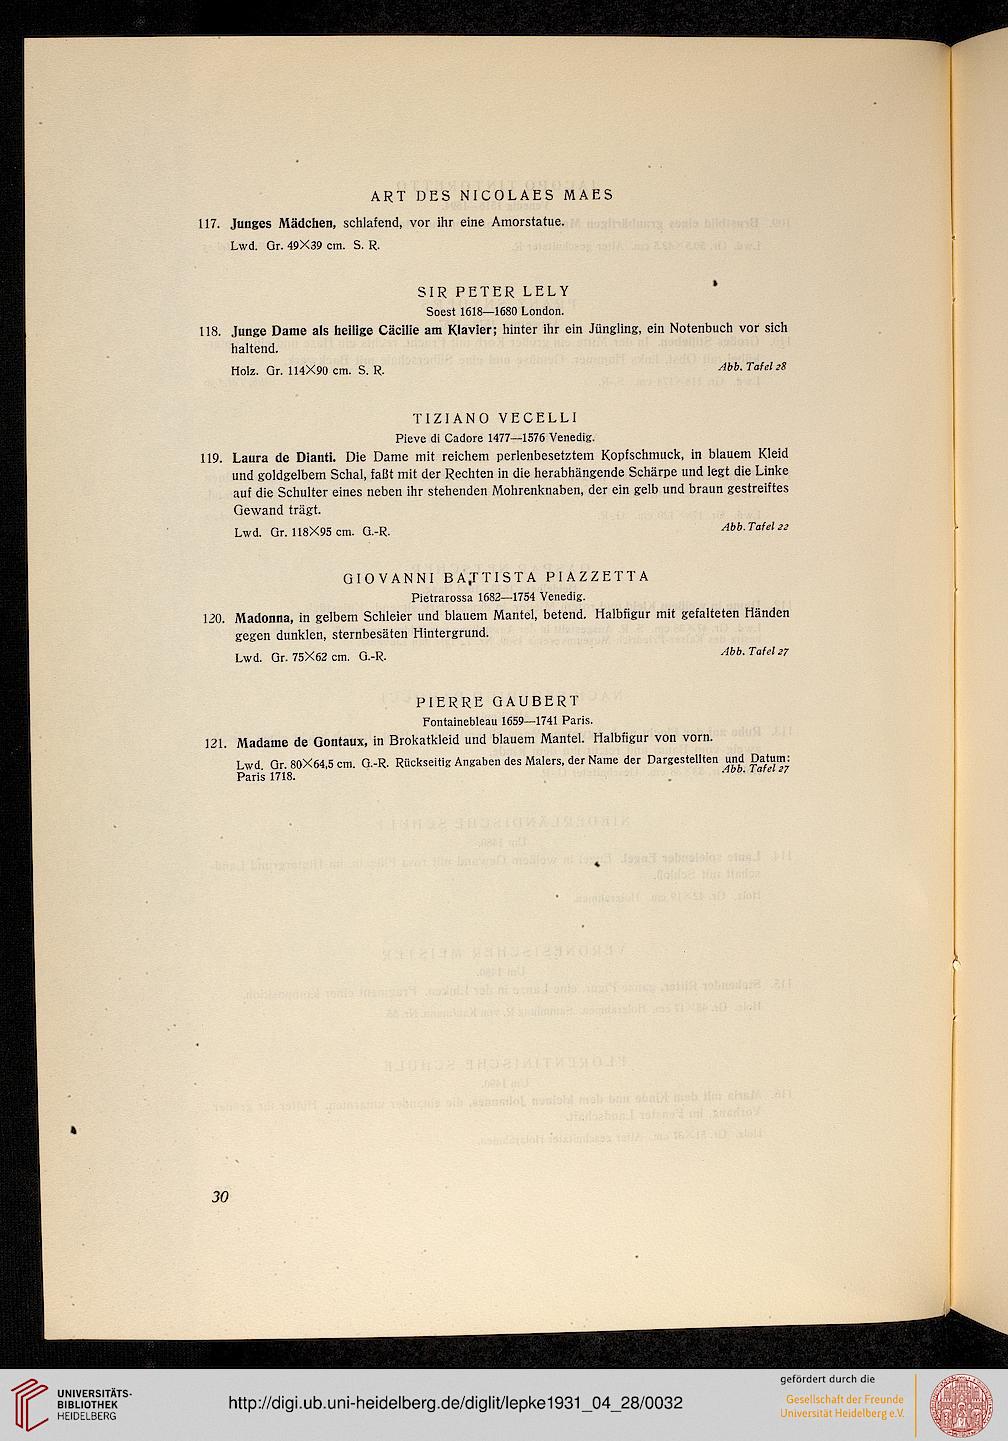 ART DES NICOLAES MAES
117. Junges Mädchen, schlafend, vor ihr eine Amorstatue.
Lwd. Gr. 49×39 cm. S. R.
SIR PETER LELY
Soest 1618—1680 London.
118. Junge Dame als heilige Cäcilie am Klavier; hinter ihr ein Jüngling, ein Notenbuch vor sich
haltend.
Holz. Gr. 114×90 cm. S. R. Abb. Tafel 28
TIZIANO VECELLI
Pieve di Cadore 1477—1576 Venedig.
119. Laura de Dianti. Die Dame mit reichem perlenbesetztem Kopfschmuck, in blauem Kleid
und goldgelbem Schal, faßt mit der Rechten in die herabhängende Schärpe und legt die Linke
auf die Schulter eines neben ihr stehenden Mohrenknaben, der ein gelb und braun gestreiftes
Gewand trägt.
Lwd. Gr. 118×95 cm. G.-R. Abb. Tafel 22
GIOVANNI BATTISTA PIAZZETTA
Pietrarossa 1682—1754 Venedig.
120. Madonna, in gelbem Schleier und blauem Mantel, betend. Halbfigur mit gefalteten Händen
gegen dunklen, sternbesäten Hintergrund.
Lwd. Gr. 75×62 cm. G.-R. Abb. Tafel 27
PIERRE GAUBERT
Fontainebleau 1659—1741 Paris.
121. Madame de Gontaux, in Brokatkleid und blauem Mantel. Halbfigur von vorn.
Lwd. Gr. 80×64,5 cm. G.-R. Rückseitig Angaben des Malers, der Name der Dargestellten und Datum:
Paris 1718. Abb. Tafel 27
30
UNIVERSITÄTS-
BIBLIOTHEK
HEIDELBERG
http://digi.ub.uni-heidelberg.de/diglit/lepke1931_04_28/0032
gefördert durch die
Gesellschaft der Freunde
Universität Heidelberg e.V.